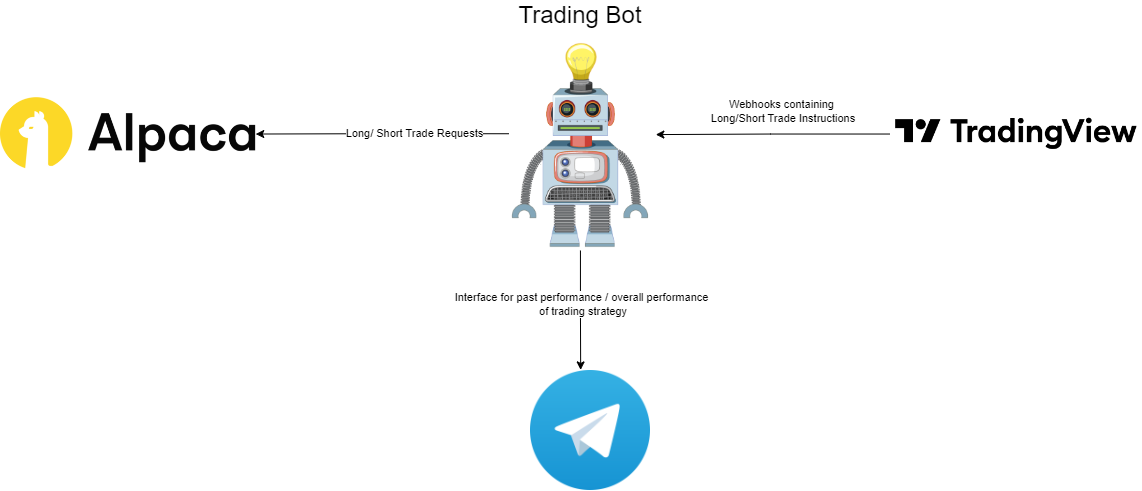 Trading Bot
Alpaca
Long/ Short Trade Requests
Webhooks containing
Long/Short Trade Instructions
TradingView
Interface for past performance / overall performance
of trading strategy